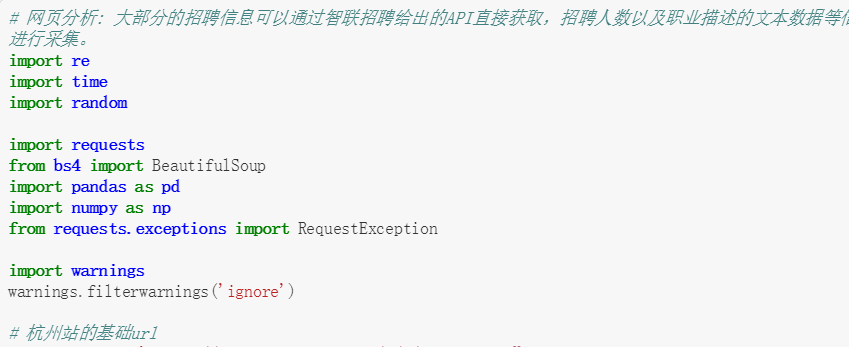 # 网页分析: 大部分的招聘信息可以通过智联招聘给出的API直接获取，招聘人数以及职业描述的文本数据等
进行采集。
import re
import time
import random
import requests
from bs4 import BeautifulSoup
import pandas as pd
import numpy as np
from requests.exceptions import RequestException
import warnings
warnings.filterwarnings('ignore')
# 杭州站的基础url